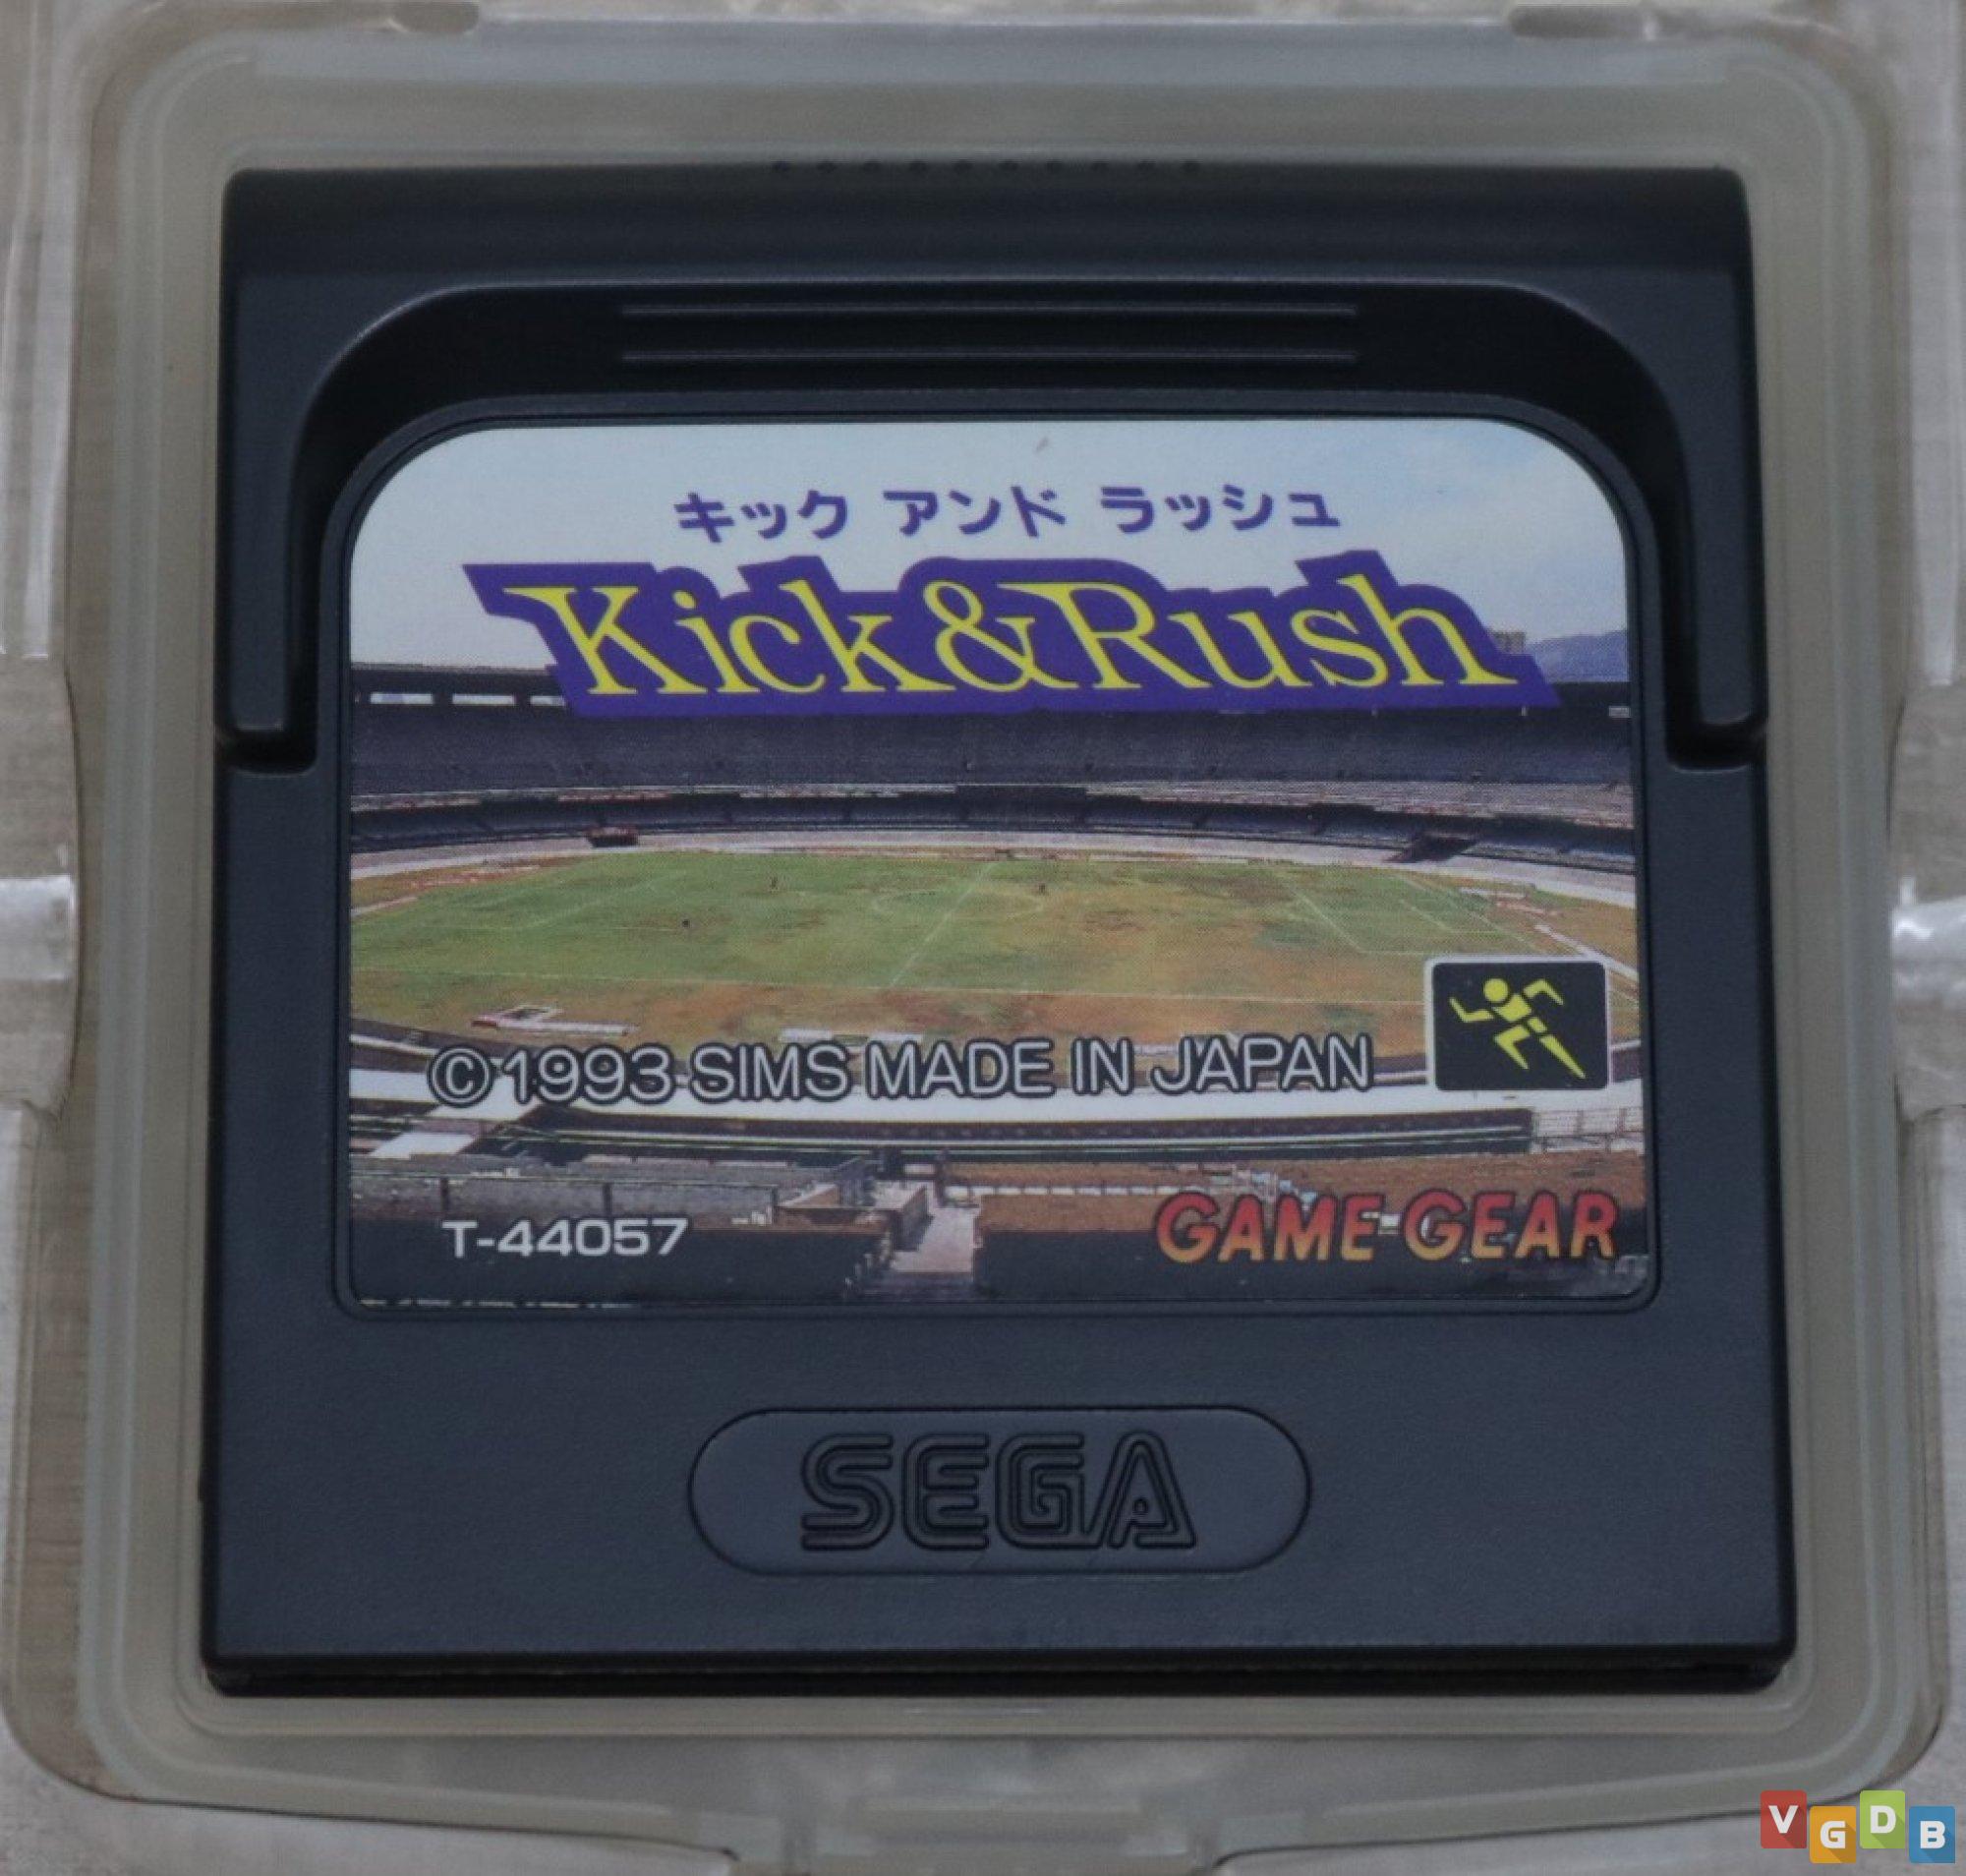 キック アンド ラッシュ
Kick&Rush
©1993 SIMS MADE IN JAPAN
T-44057
GAME GEAR
SEGA
VGDB